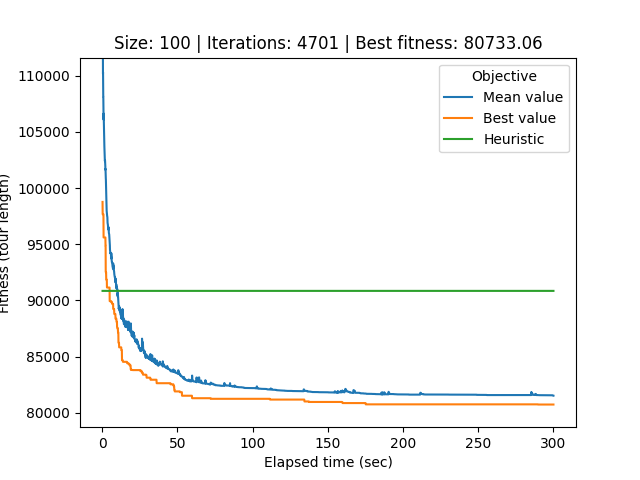 Size: 100 | Iterations: 4701 | Best fitness: 80733.06
110000
105000
100000
95000
90000
85000
80000
Fitness (tour length)
Objective
Mean value
Best value
Heuristic
0
50
100
150
200
250
300
Elapsed time (sec)